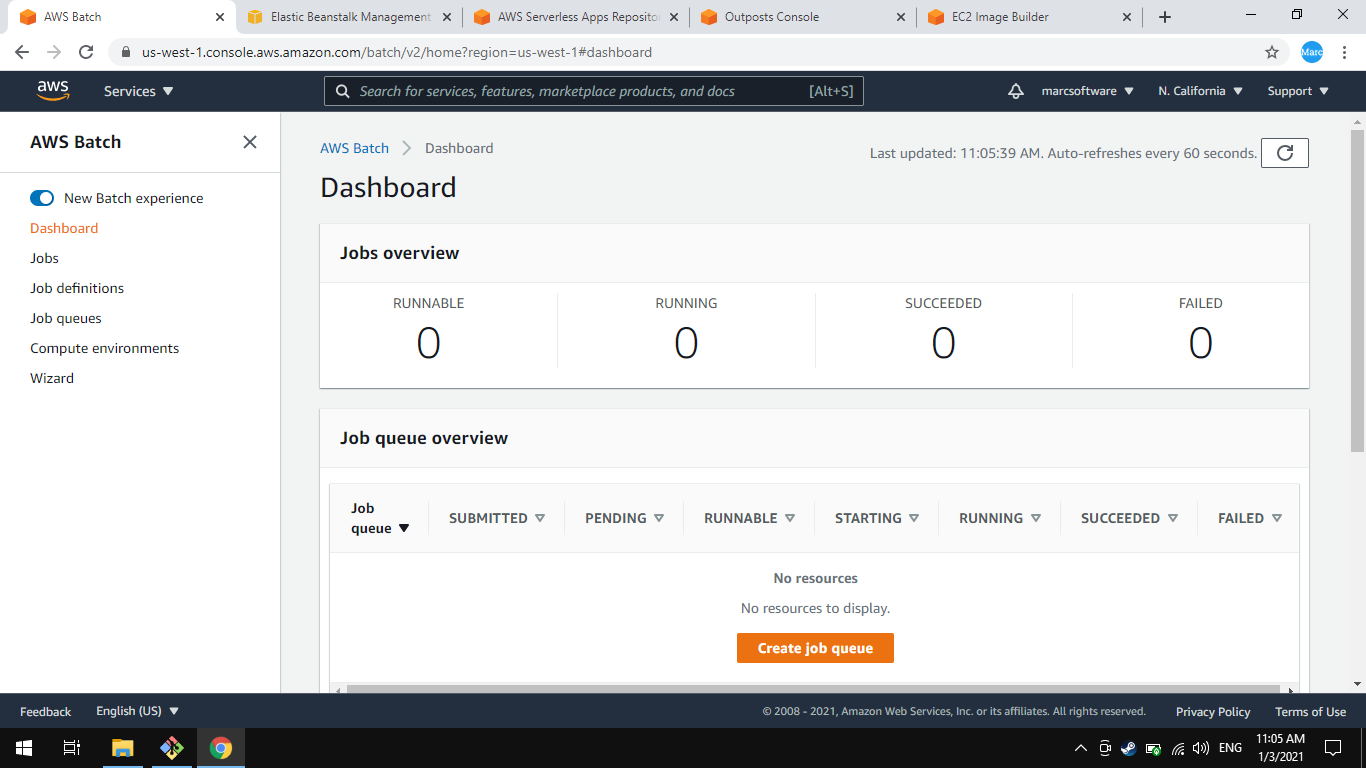 AWS Batch
Elastic Beanstalk Management
AWS Serverless Apps Reposito
Outposts Console
EC2 Image Builder
us-west-1.console.aws.amazon.com/batch/v2/home?region=us-west-1#dashboard
Marc
aws
Services
Search for services, features, marketplace products, and docs
[Alt+S]
marcsoftware
N. California
Support
AWS Batch
New Batch experience
Dashboard
Jobs
Job definitions
Job queues
Compute environments
Wizard
AWS Batch
Dashboard
Last updated: 11:05:39 AM. Auto-refreshes every 60 seconds.
Dashboard
Jobs overview
RUNNABLE
0
RUNNING
0
SUCCEEDED
0
FAILED
0
Job queue overview
Job
queue
SUBMITTED
PENDING
RUNNABLE
STARTING
RUNNING
SUCCEEDED
FAILED
No resources
No resources to display.
Create job queue
Feedback
English (US)
© 2008 - 2021, Amazon Web Services, Inc. or its affiliates. All rights reserved.
Privacy Policy
Terms of Use
ENG
11:05 AM
1/3/2021